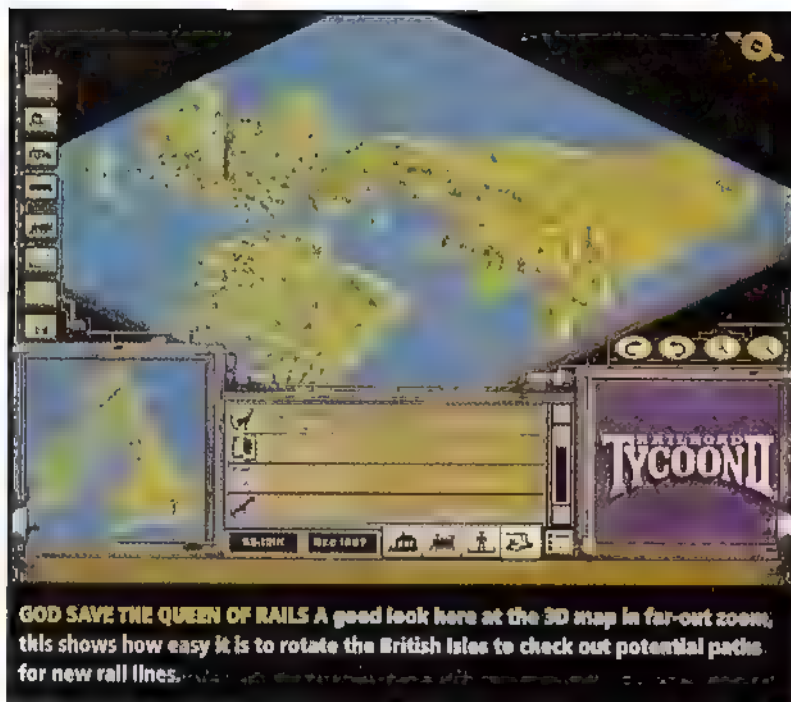 RAILROAD
TYCOON II
GOD SAVE THE QUEEN OF RAILS A good look here at the 3D map in far-out zoom;
this shows how easy it is to rotate the British Isles to check out potential paths
for new rail lines.